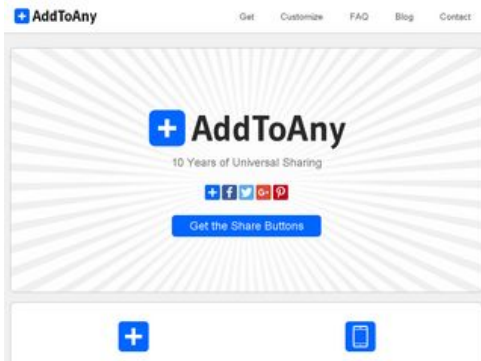 AddToAny
Get Customize FAQ Blog Contact
AddToAny
10 Years of Universal Sharing
Get the Share Buttons